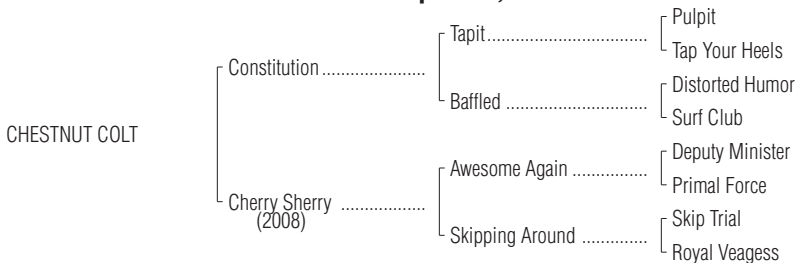 Pulpit
Tapit
Tap Your Heels
Constitution
Distorted Humor
Baffled
Surf Club
CHESTNUT COLT
Deputy Minister
Awesome Again
Primal Force
Cherry Sherry
(2008)
Skip Trial
Skipping Around
Royal Veagess